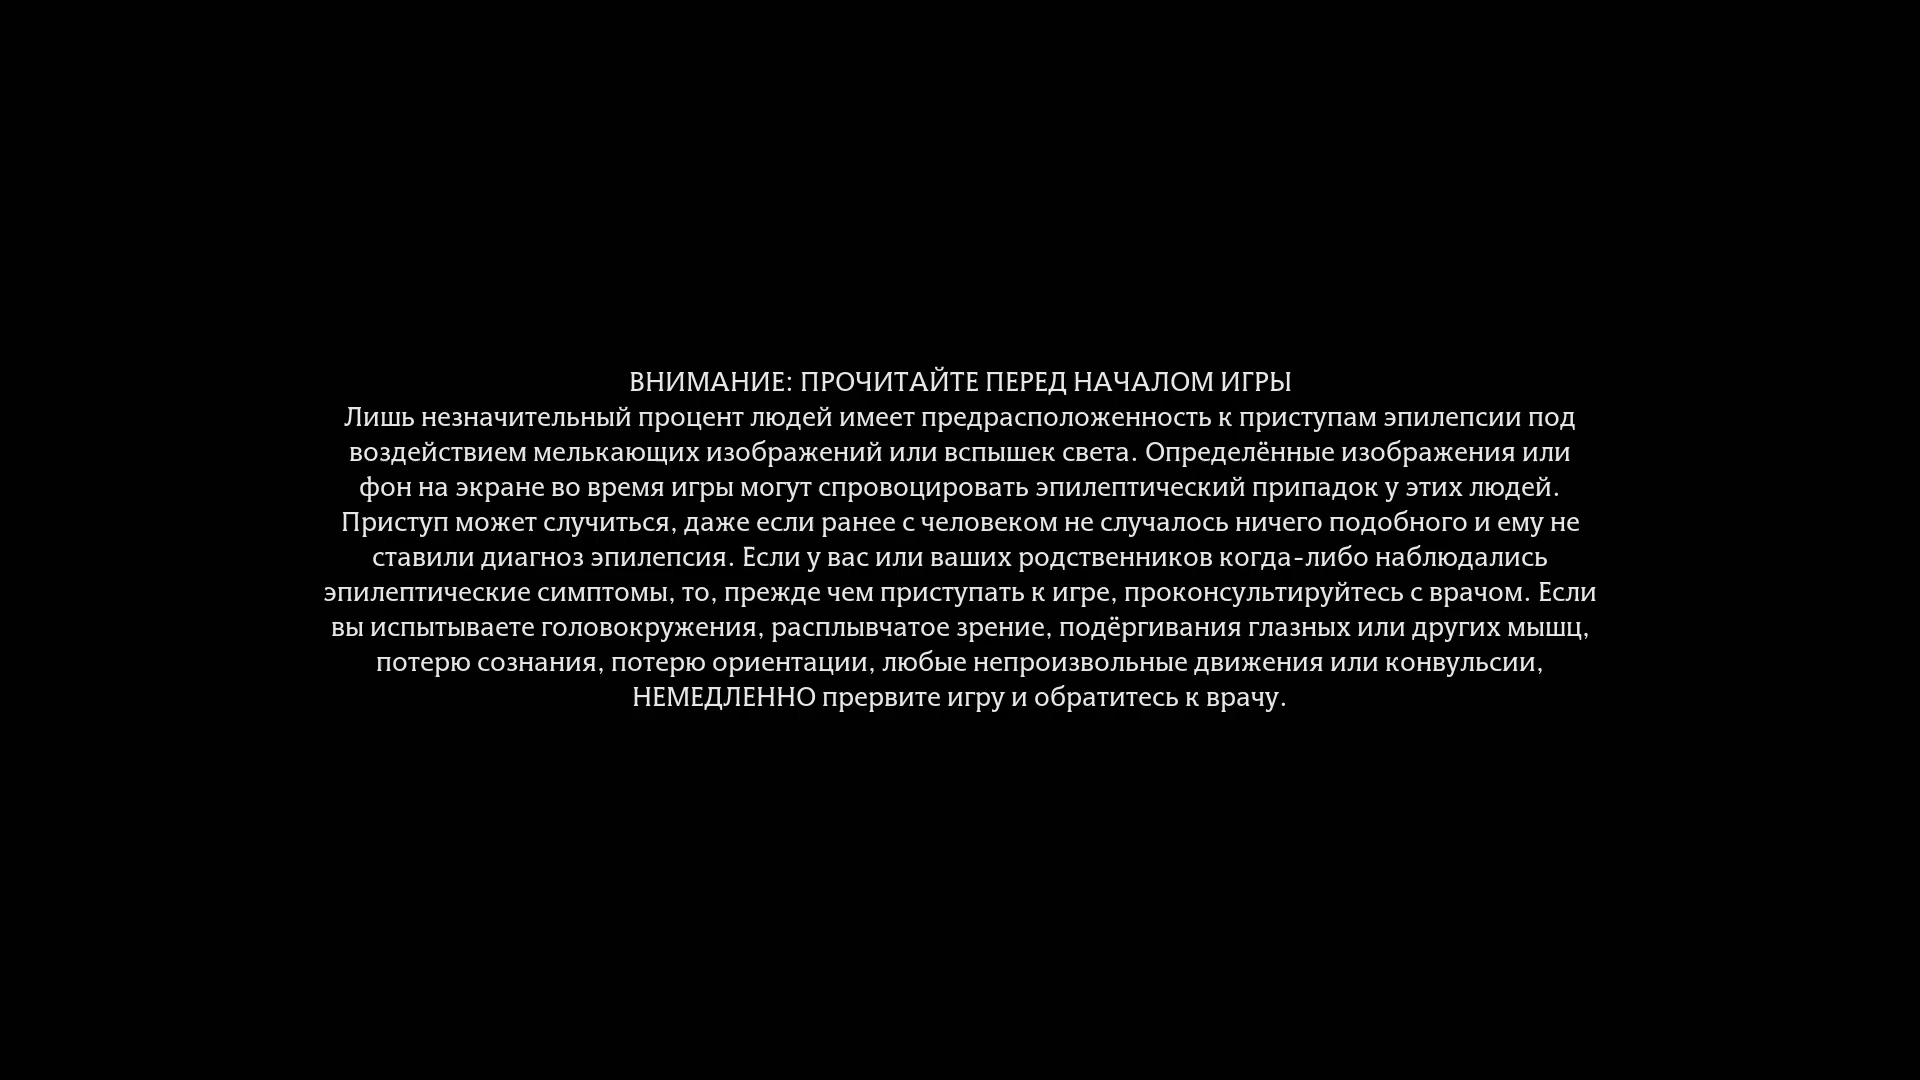 ВНИМАНИЕ: ПРОЧИТАЙТЕ ПЕРЕД НАЧАЛОМ ИГРЫ
Лишь незначительный процент людей имеет предрасположенность к приступам эпилепсии под
воздействием мелькающих изображений или вспышек света. Определённые изображения или
фон на экране во время игры могут спровоцировать эпилептический припадок у этих людей.
Приступ может случиться, даже если ранее с человеком не случалось ничего подобного и ему не
ставили диагноз эпилепсия. Если у вас или ваших родственников когда-либо наблюдались
эпилептические симптомы, то, прежде чем приступать к игре, проконсультируйтесь с врачом. Если
вы испытываете головокружения, расплывчатое зрение, подёргивания глазных или других мышц,
потерю сознания, потерю ориентации, любые непроизвольные движения или конвульсии,
НЕМЕДЛЕННО прервите игру и обратитесь к врачу.